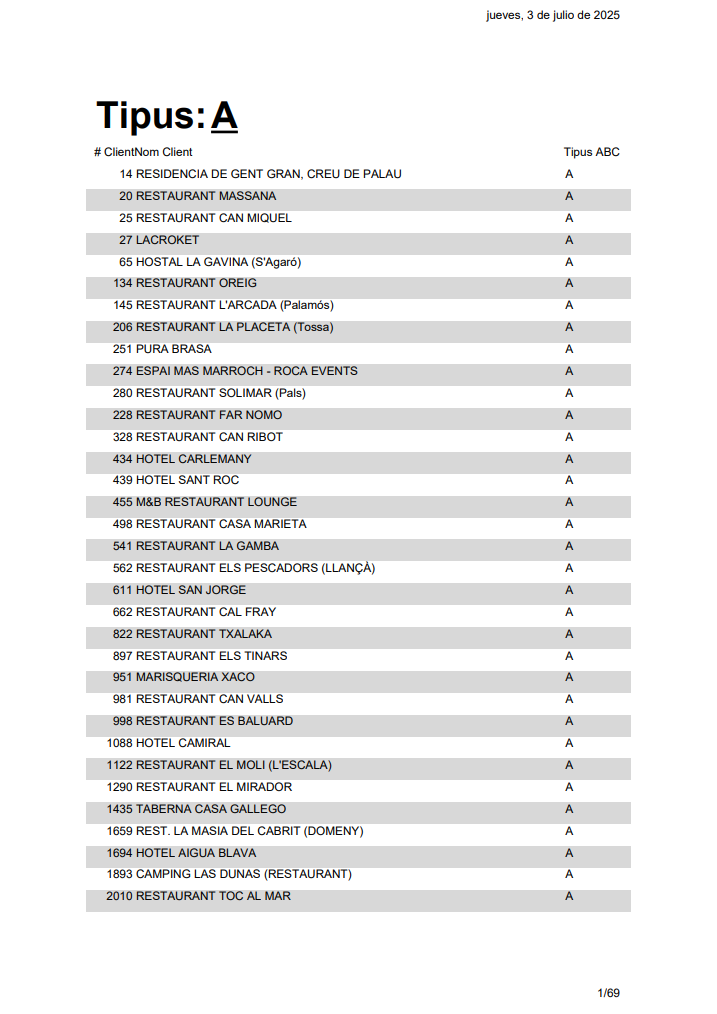 jueves, 3 de julio de 2025
Tipus: A
# ClientNom Client Tipus ABC
14 RESIDENCIA DE GENT GRAN, CREU DE PALAU A
20 RESTAURANT MASSANA A
25 RESTAURANT CAN MIQUEL A
27 LACROKET A
65 HOSTAL LA GAVINA (S'Agaró) A
134 RESTAURANT OREIG A
145 RESTAURANT L'ARCADA (Palamós) A
206 RESTAURANT LA PLACETA (Tossa) A
251 PURA BRASA A
274 ESPAI MAS MARROCH - ROCA EVENTS A
280 RESTAURANT SOLIMAR (Pals) A
228 RESTAURANT FAR NOMO A
328 RESTAURANT CAN RIBOT A
434 HOTEL CARLEMANY A
439 HOTEL SANT ROC A
455 M&B RESTAURANT LOUNGE A
498 RESTAURANT CASA MARIETA A
541 RESTAURANT LA GAMBA A
562 RESTAURANT ELS PESCADORS (LLANÇÀ) A
611 HOTEL SAN JORGE A
662 RESTAURANT CAL FRAY A
822 RESTAURANT TXALAKA A
897 RESTAURANT ELS TINARS A
951 MARISQUERIA XACO A
981 RESTAURANT CAN VALLS A
998 RESTAURANT ES BALUARD A
1088 HOTEL CAMIRAL A
1122 RESTAURANT EL MOLI (L'ESCALA) A
1290 RESTAURANT EL MIRADOR A
1435 TABERNA CASA GALLEGO A
1659 REST. LA MASIA DEL CABRIT (DOMENY) A
1694 HOTEL AIGUA BLAVA A
1893 CAMPING LAS DUNAS (RESTAURANT) A
2010 RESTAURANT TOC AL MAR A
1/69